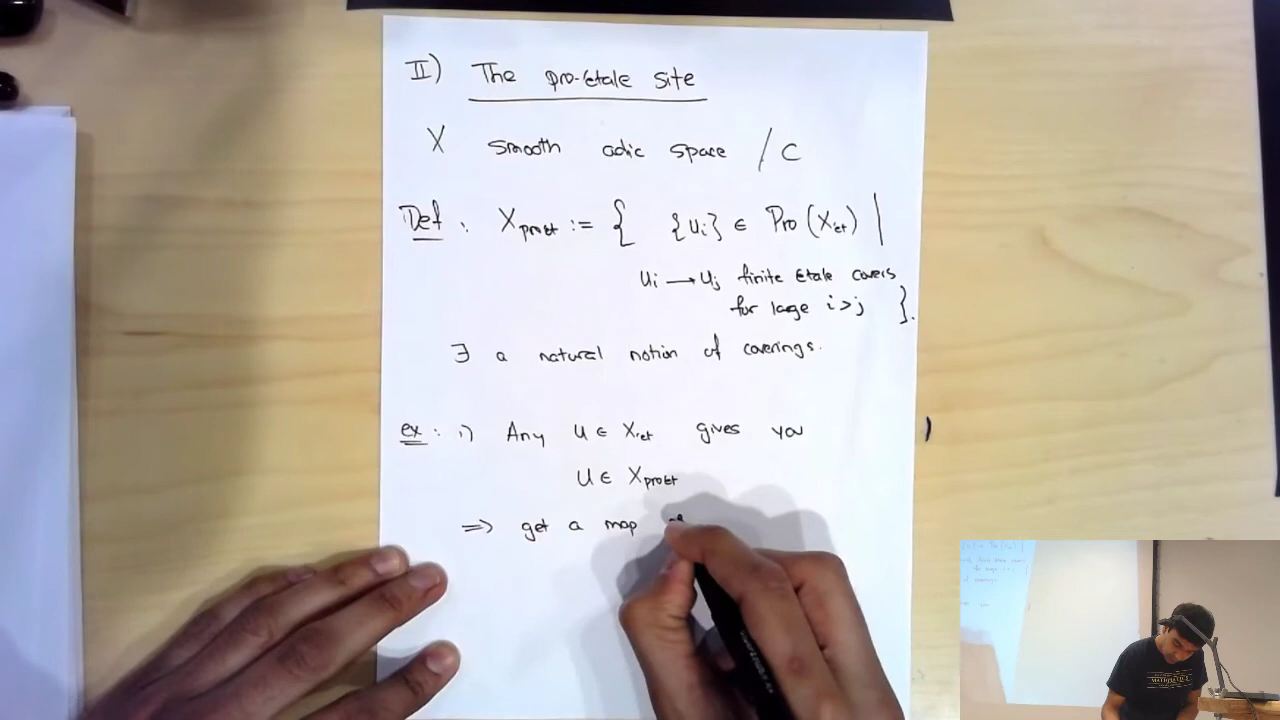 II) The pro-étale site
X smooth adic space / C
Def: X_proét := { {U_i} ∈ Pro(X_ét) |
U_i → U_j finite étale covers
for large i>j }.
∃ a natural notion of coverings.
ex: i) Any U ∈ X_ét gives you
U ∈ X_proét
=> get a map